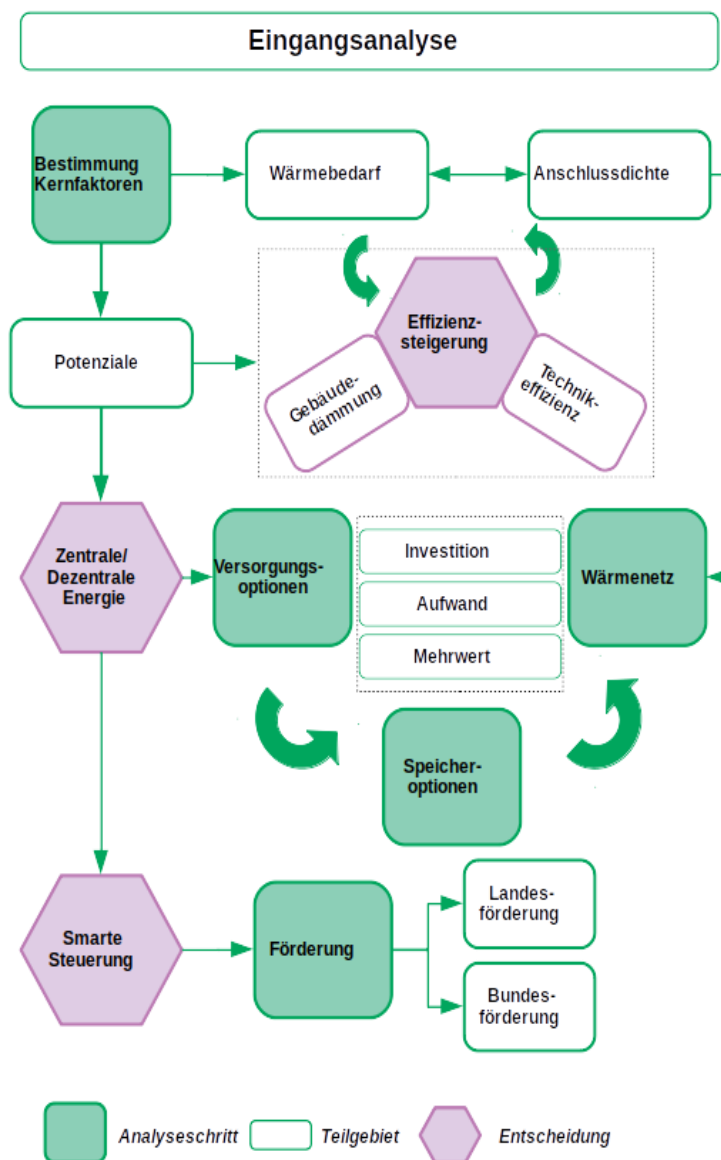 Eingangsanalyse
Bestimmung
Kernfaktoren
Wärmebedarf
Anschlussdichte
Potenziale
Effizienz-
steigerung
Gebäude-
dämmung
Technik-
effizienz
Zentrale/
Dezentrale
Energie
Versorgungs-
optionen
Investition
Aufwand
Mehrwert
Wärmenetz
Speicher-
optionen
Smarte
Steuerung
Förderung
Landes-
förderung
Bundes-
förderung
Analyseschritt
Teilgebiet
Entscheidung